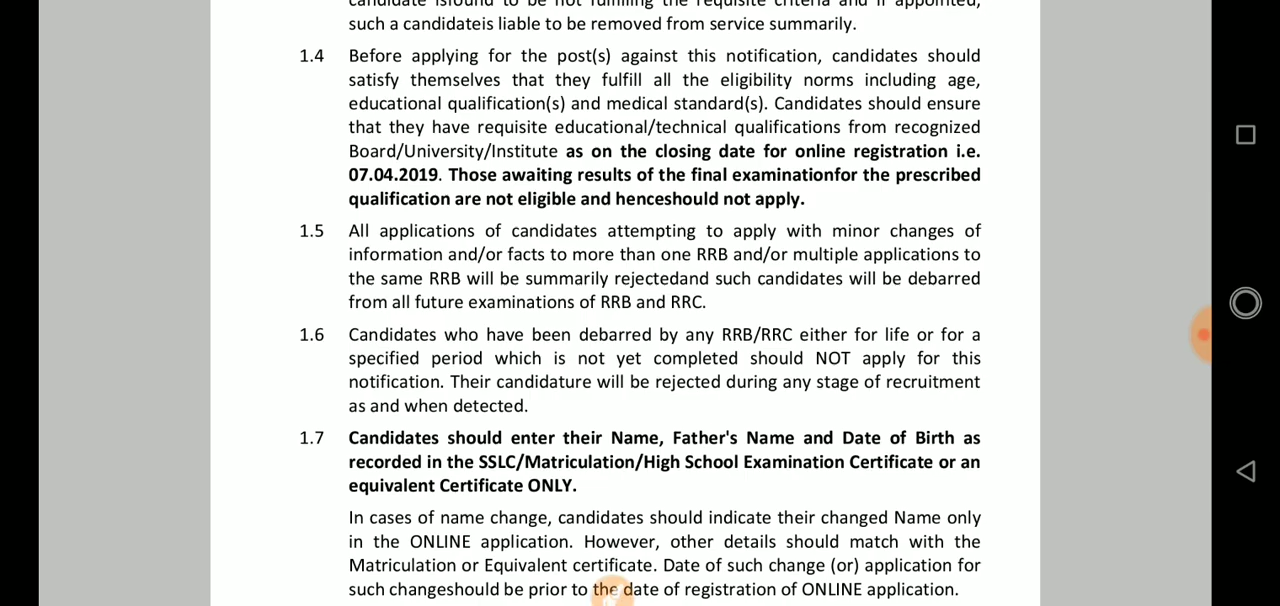 candidate isfound to be not fulfilling the requisite criteria and if appointed,
such a candidateis liable to be removed from service summarily.
1.4 Before applying for the post(s) against this notification, candidates should
satisfy themselves that they fulfill all the eligibility norms including age,
educational qualification(s) and medical standard(s). Candidates should ensure
that they have requisite educational/technical qualifications from recognized
Board/University/Institute as on the closing date for online registration i.e.
07.04.2019. Those awaiting results of the final examinationfor the prescribed
qualification are not eligible and henceshould not apply.
1.5 All applications of candidates attempting to apply with minor changes of
information and/or facts to more than one RRB and/or multiple applications to
the same RRB will be summarily rejectedand such candidates will be debarred
from all future examinations of RRB and RRC.
1.6 Candidates who have been debarred by any RRB/RRC either for life or for a
specified period which is not yet completed should NOT apply for this
notification. Their candidature will be rejected during any stage of recruitment
as and when detected.
1.7 Candidates should enter their Name, Father's Name and Date of Birth as
recorded in the SSLC/Matriculation/High School Examination Certificate or an
equivalent Certificate ONLY.
In cases of name change, candidates should indicate their changed Name only
in the ONLINE application. However, other details should match with the
Matriculation or Equivalent certificate. Date of such change (or) application for
such changeshould be prior to the date of registration of ONLINE application.